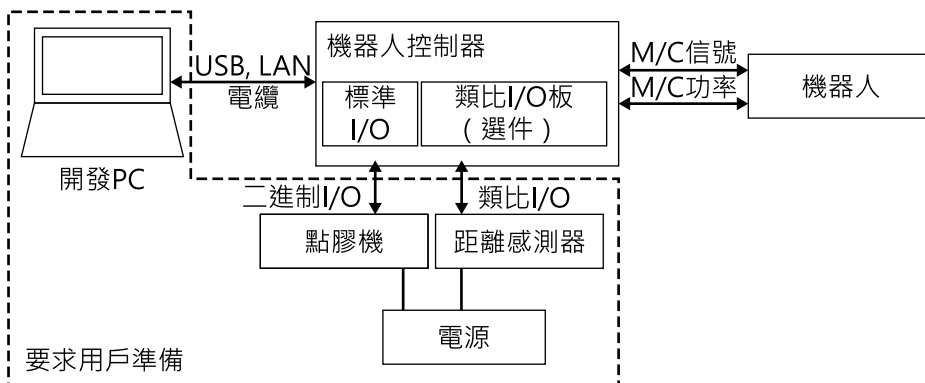 機器人控制器
USB, LAN
電纜
標準
I/O
類比I/O板
(選件)
M/C信號
M/C功率
機器人
開發PC
二進制I/O
類比I/O
點膠機
距離感測器
電源
要求用戶準備